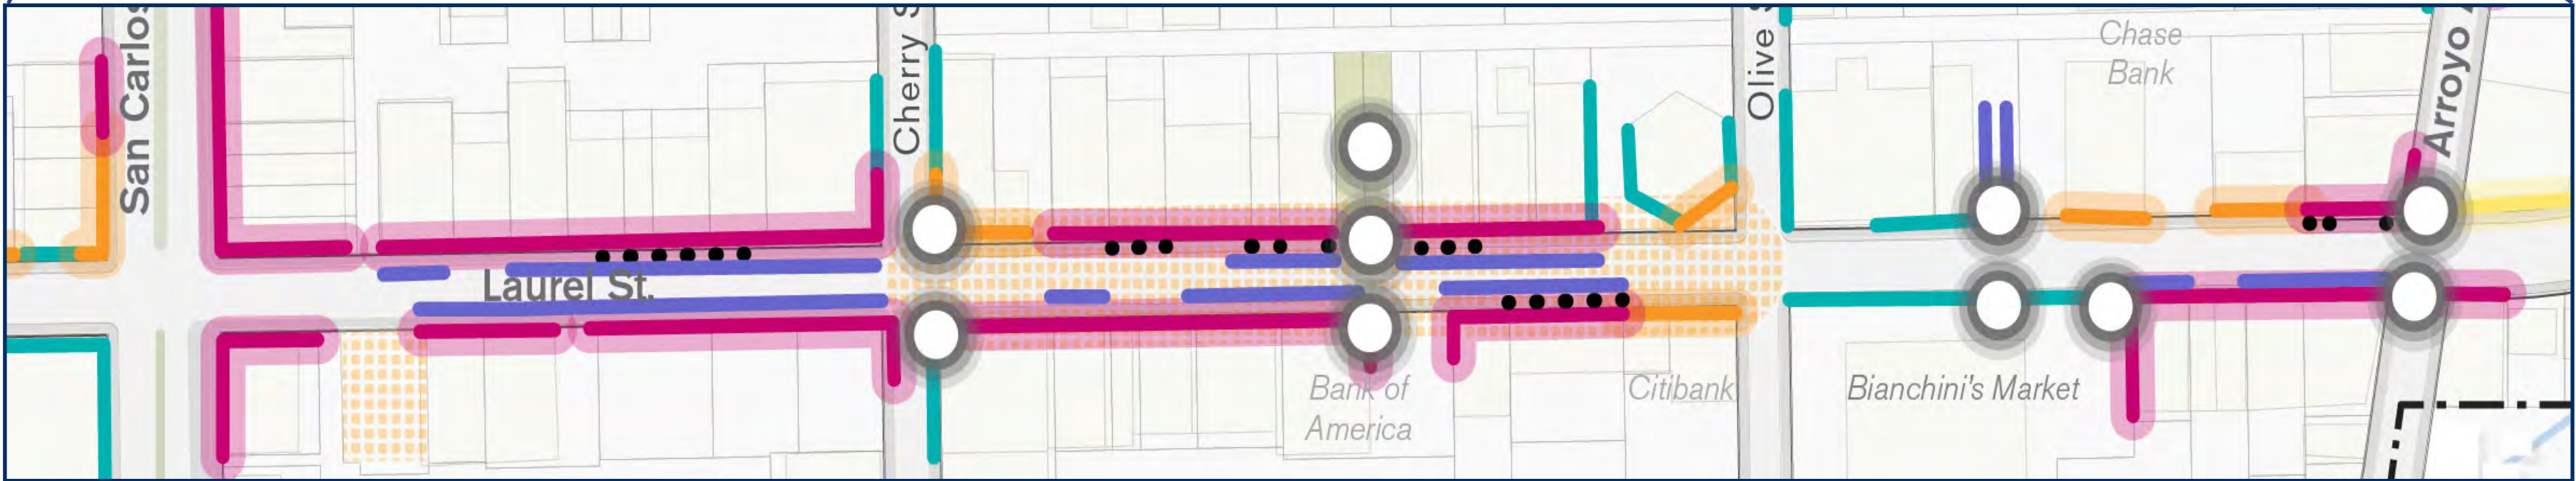 San Carlos
Cherry S
Olive S
Chase
Bank
Arroyo
Laurel St.
Bank of
America
Citibank
Bianchini's Market